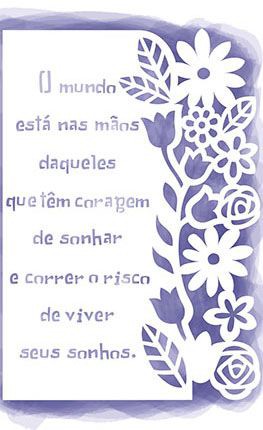 O mundo
está nas mãos
daqueles
que têm coragem
de sonhar
e correr o risco
de viver
seus sonhos.